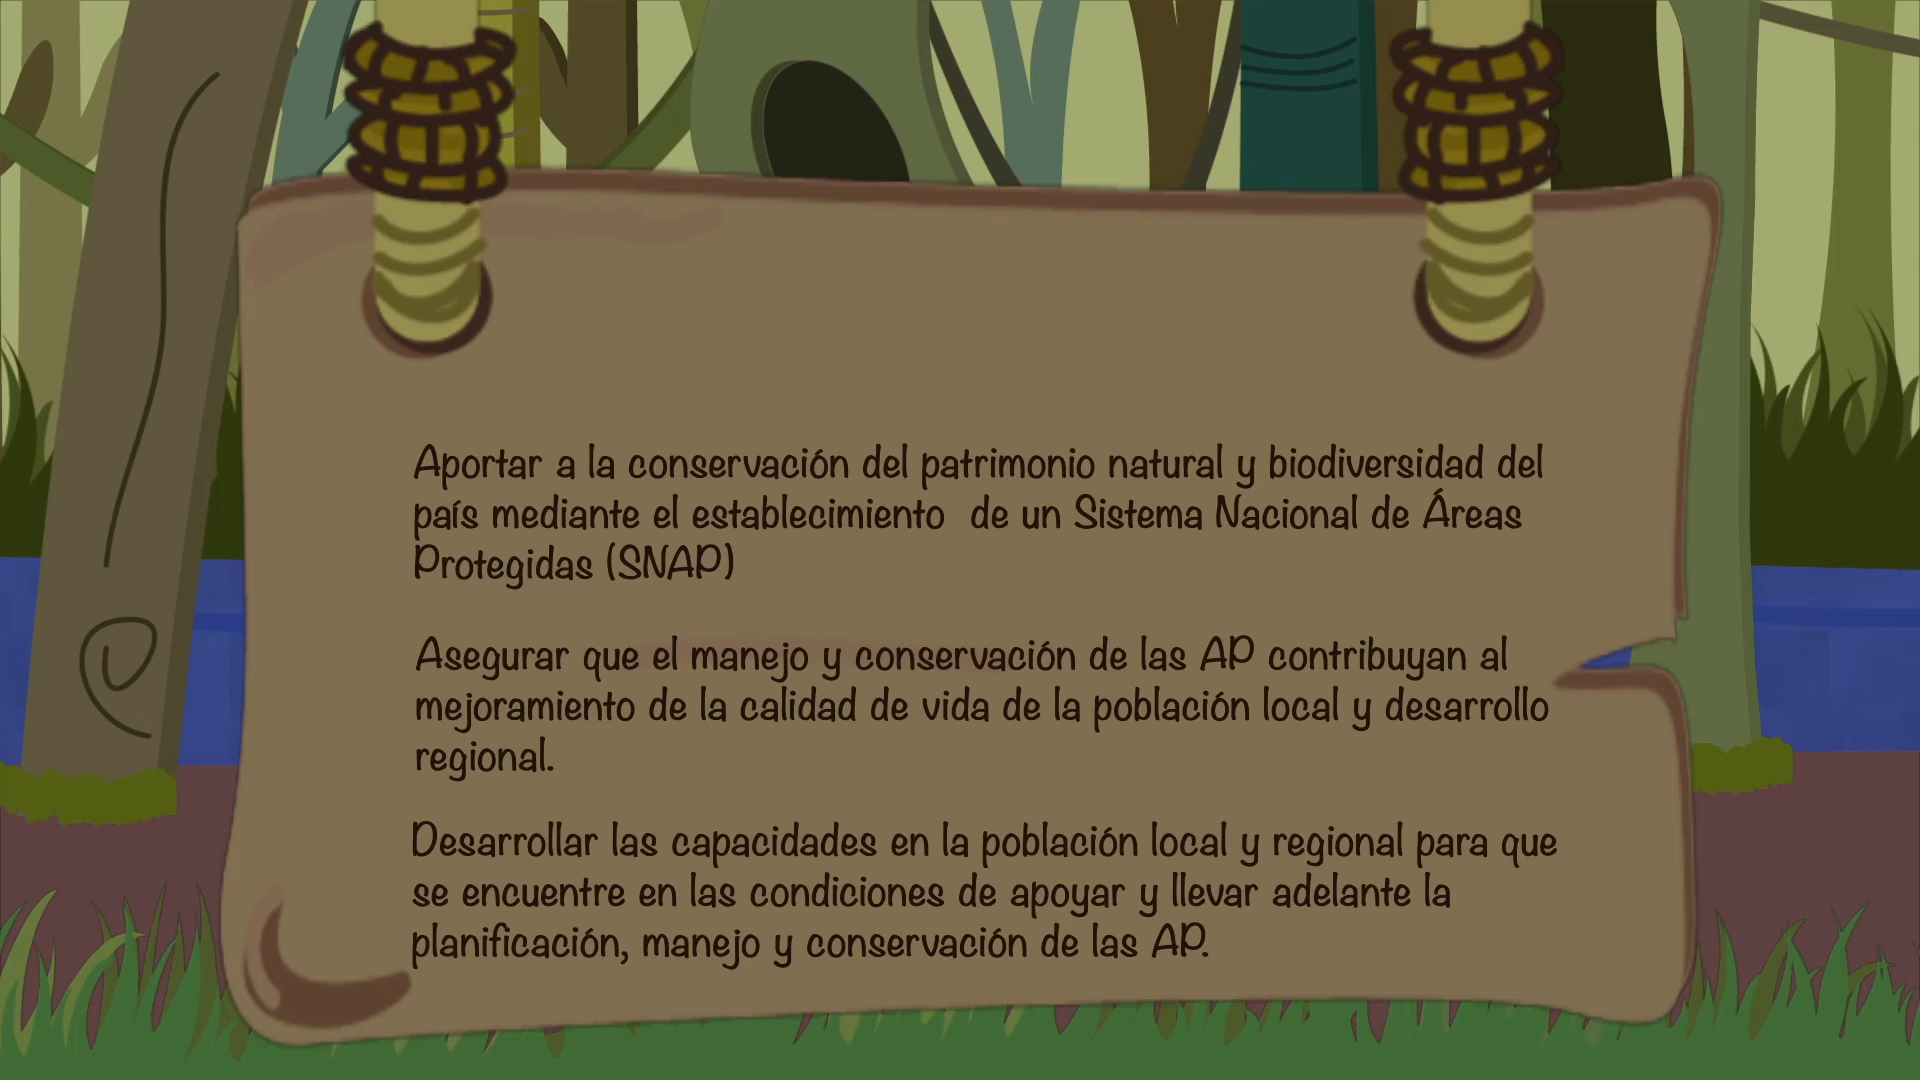 Aportar a la conservación del patrimonio natural y biodiversidad del
país mediante el establecimiento  de un Sistema Nacional de Áreas
Protegidas (SNAP)
Asegurar que el manejo y conservación de las AP contribuyan al
mejoramiento de la calidad de vida de la población local y desarrollo
regional.
Desarrollar las capacidades en la población local y regional para que
se encuentre en las condiciones de apoyar y llevar adelante la
planificación, manejo y conservación de las AP.